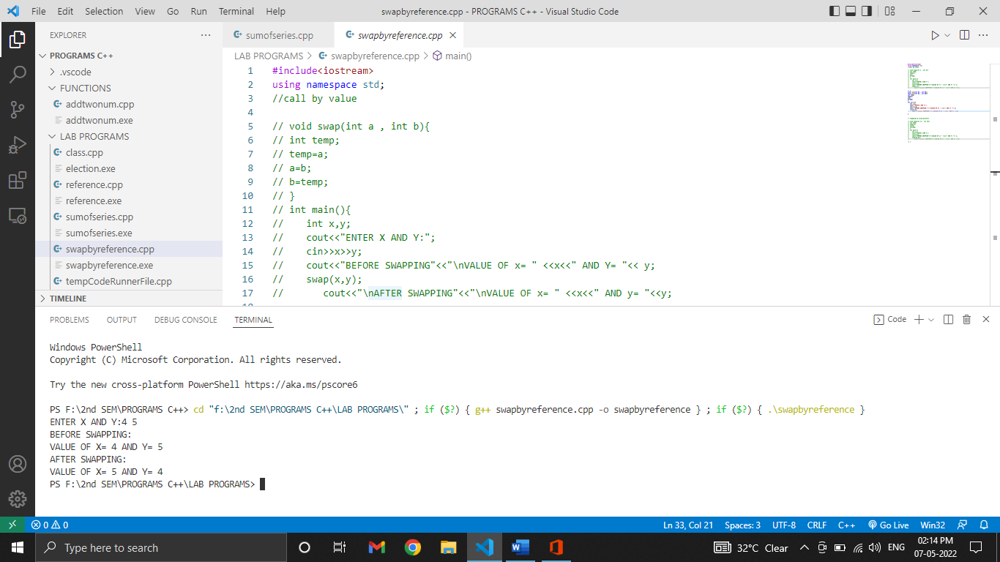 File Edit Selection View Go Run Terminal Help swapbyreference.cpp - PROGRAMS C++ - Visual Studio Code
EXPLORER
PROGRAMS C++
.vscode
FUNCTIONS
addtwonum.cpp
addtwonum.exe
LAB PROGRAMS
class.cpp
election.exe
reference.cpp
reference.exe
sumofseries.cpp
sumofseries.exe
swapbyreference.cpp
swapbyreference.exe
tempCodeRunnerFile.cpp
TIMELINE
sumofseries.cpp swapbyreference.cpp
LAB PROGRAMS > swapbyreference.cpp > main()
1 #include<iostream>
2 using namespace std;
3 //call by value
4
5 // void swap(int a , int b){
6 // int temp;
7 // temp=a;
8 // a=b;
9 // b=temp;
10 // }
11 // int main(){
12 //    int x,y;
13 //    cout<<"ENTER X AND Y:";
14 //    cin>>x>>y;
15 //    cout<<"BEFORE SWAPPING"<<"\nVALUE OF x= " <<x<<" AND Y= "<< y;
16 //    swap(x,y);
17 //       cout<<"\nAFTER SWAPPING"<<"\nVALUE OF x= " <<x<<" AND y= "<<y;
PROBLEMS OUTPUT DEBUG CONSOLE TERMINAL Code
Windows PowerShell
Copyright (C) Microsoft Corporation. All rights reserved.
Try the new cross-platform PowerShell https://aka.ms/pscore6
PS F:\2nd SEM\PROGRAMS C++> cd "f:\2nd SEM\PROGRAMS C++\LAB PROGRAMS\" ; if ($?) { g++ swapbyreference.cpp -o swapbyreference } ; if ($?) { .\swapbyreference }
ENTER X AND Y:4 5
BEFORE SWAPPING:
VALUE OF X= 4 AND Y= 5
AFTER SWAPPING:
VALUE OF X= 5 AND Y= 4
PS F:\2nd SEM\PROGRAMS C++\LAB PROGRAMS>
0 0 Ln 33, Col 21 Spaces: 3 UTF-8 CRLF C++ Go Live Win32
Type here to search 32°C Clear ENG 02:14 PM
07-05-2022